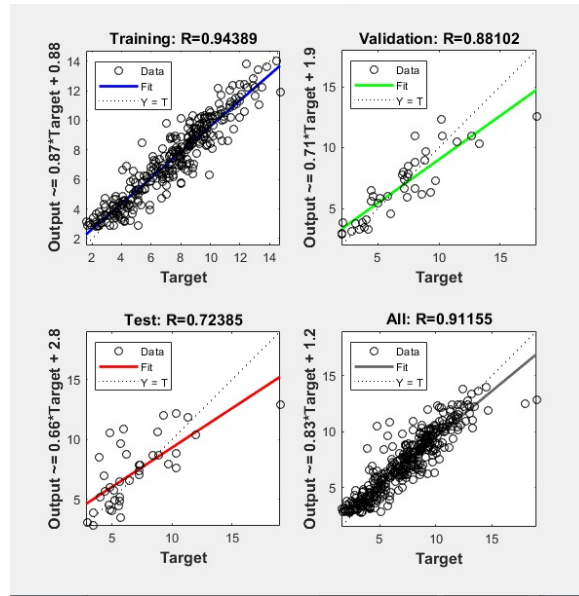 Training: R=0.94389
Output ~= 0.87*Target + 0.88
14
12
10
8
6
4
2
Data
Fit
Y = T
2 4 6 8 10 12 14
Target
Validation: R=0.88102
Output ~= 0.71*Target + 1.9
15
10
5
Data
Fit
Y = T
5 10 15
Target
Test: R=0.72385
Output ~= 0.66*Target + 2.8
15
10
5
Data
Fit
Y = T
5 10 15
Target
All: R=0.91155
Output ~= 0.83*Target + 1.2
15
10
5
Data
Fit
Y = T
5 10 15
Target